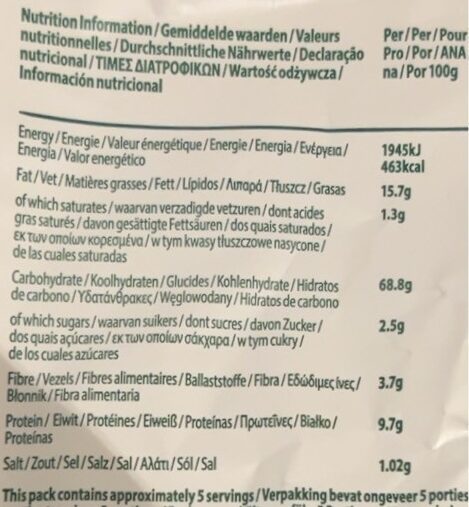 Nutrition Information/Gemiddelde waarden/Valeurs Per/Per/Pour
nutritionnelles/Durchschnittliche Nährwerte/Declaração Pro/Por/ANA
nutricional/ΤΙΜΕΣ ΔΙΑΤΡΟΦΙΚΩΝ/Wartość odżywcza/ na/Por 100g
Información nutricional
Energy/Energie/Valeur énergétique/Energie/Energia/Ενέργεια/ 1945kJ
Energia/Valor energético 463kcal
Fat/Vet/Matières grasses/Fett/Lípidos/Λιπαρά/Tłuszcz/Grasas 15.7g
of which saturates/waarvan verzadigde vetzuren/dont acides 1.3g
gras saturés/davon gesättigte Fettsäuren/dos quais saturados/
εκ των οποίων κορεσμένα/w tym kwasy tłuszczowe nasycone/
de las cuales saturadas
Carbohydrate/Koolhydraten/Glucides/Kohlenhydrate/Hidratos 68.8g
de carbono/Υδατάνθρακες/Węglowodany/Hidratos de carbono
of which sugars/waarvan suikers/dont sucres/davon Zucker/ 2.5g
dos quais açúcares/εκ των οποίων σάκχαρα/w tym cukry/
de los cuales azúcares
Fibre/Vezels/Fibres alimentaires/Ballaststoffe/Fibra/Εδώδιμες ίνες/ 3.7g
Błonnik/Fibra alimentaria
Protein/Eiwit/Protéines/Eiweiß/Proteínas/Πρωτεΐνες/Białko/ 9.7g
Proteínas
Salt/Zout/Sel/Salz/Sal/Αλάτι/Sól/Sal 1.02g
This pack contains approximately 5 servings/Verpakking bevat ongeveer 5 porties